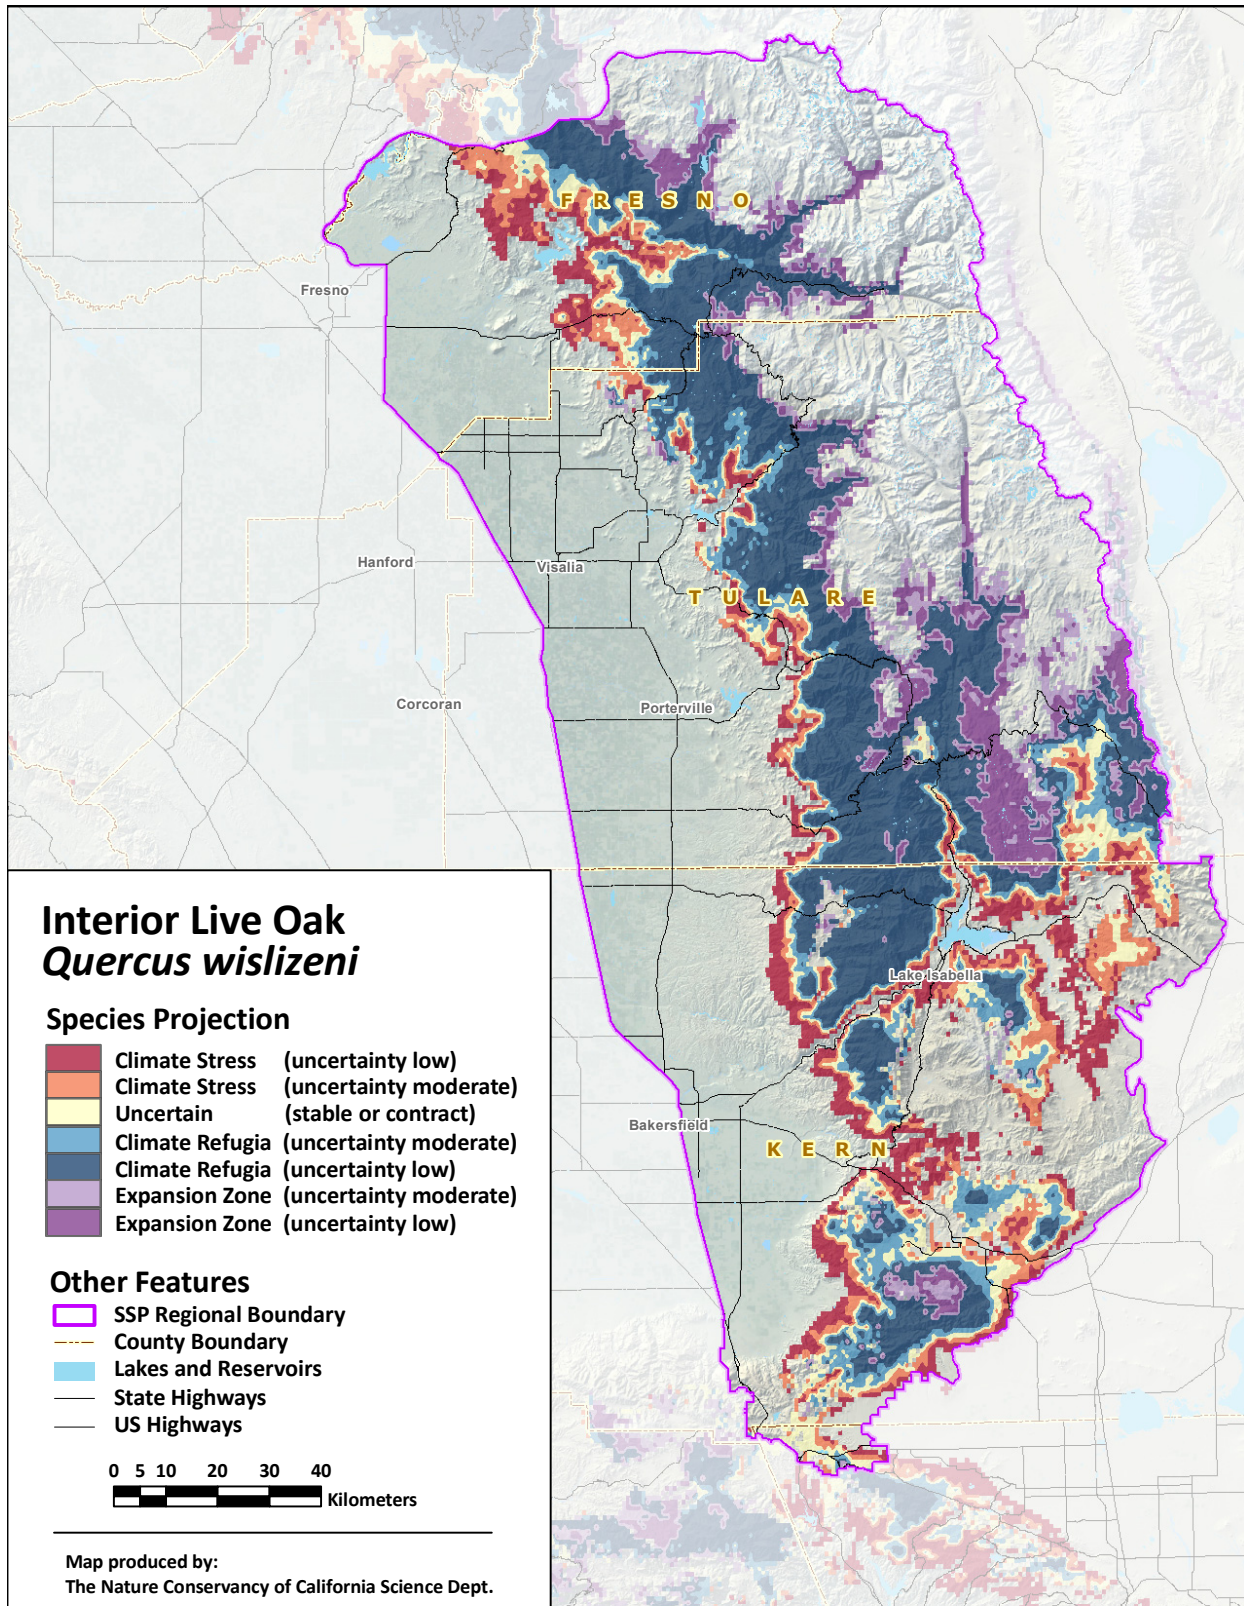 F R E S N O
Fresno
Hanford
Visalia
T U L A R E
Corcoran
Porterville
Lake Isabella
Bakersfield
K E R N
Interior Live Oak
Quercus wislizeni
Species Projection
Climate Stress (uncertainty low)
Climate Stress (uncertainty moderate)
Uncertain (stable or contract)
Climate Refugia (uncertainty moderate)
Climate Refugia (uncertainty low)
Expansion Zone (uncertainty moderate)
Expansion Zone (uncertainty low)
Other Features
SSP Regional Boundary
County Boundary
Lakes and Reservoirs
State Highways
US Highways
0 5 10 20 30 40
Kilometers
Map produced by:
The Nature Conservancy of California Science Dept.